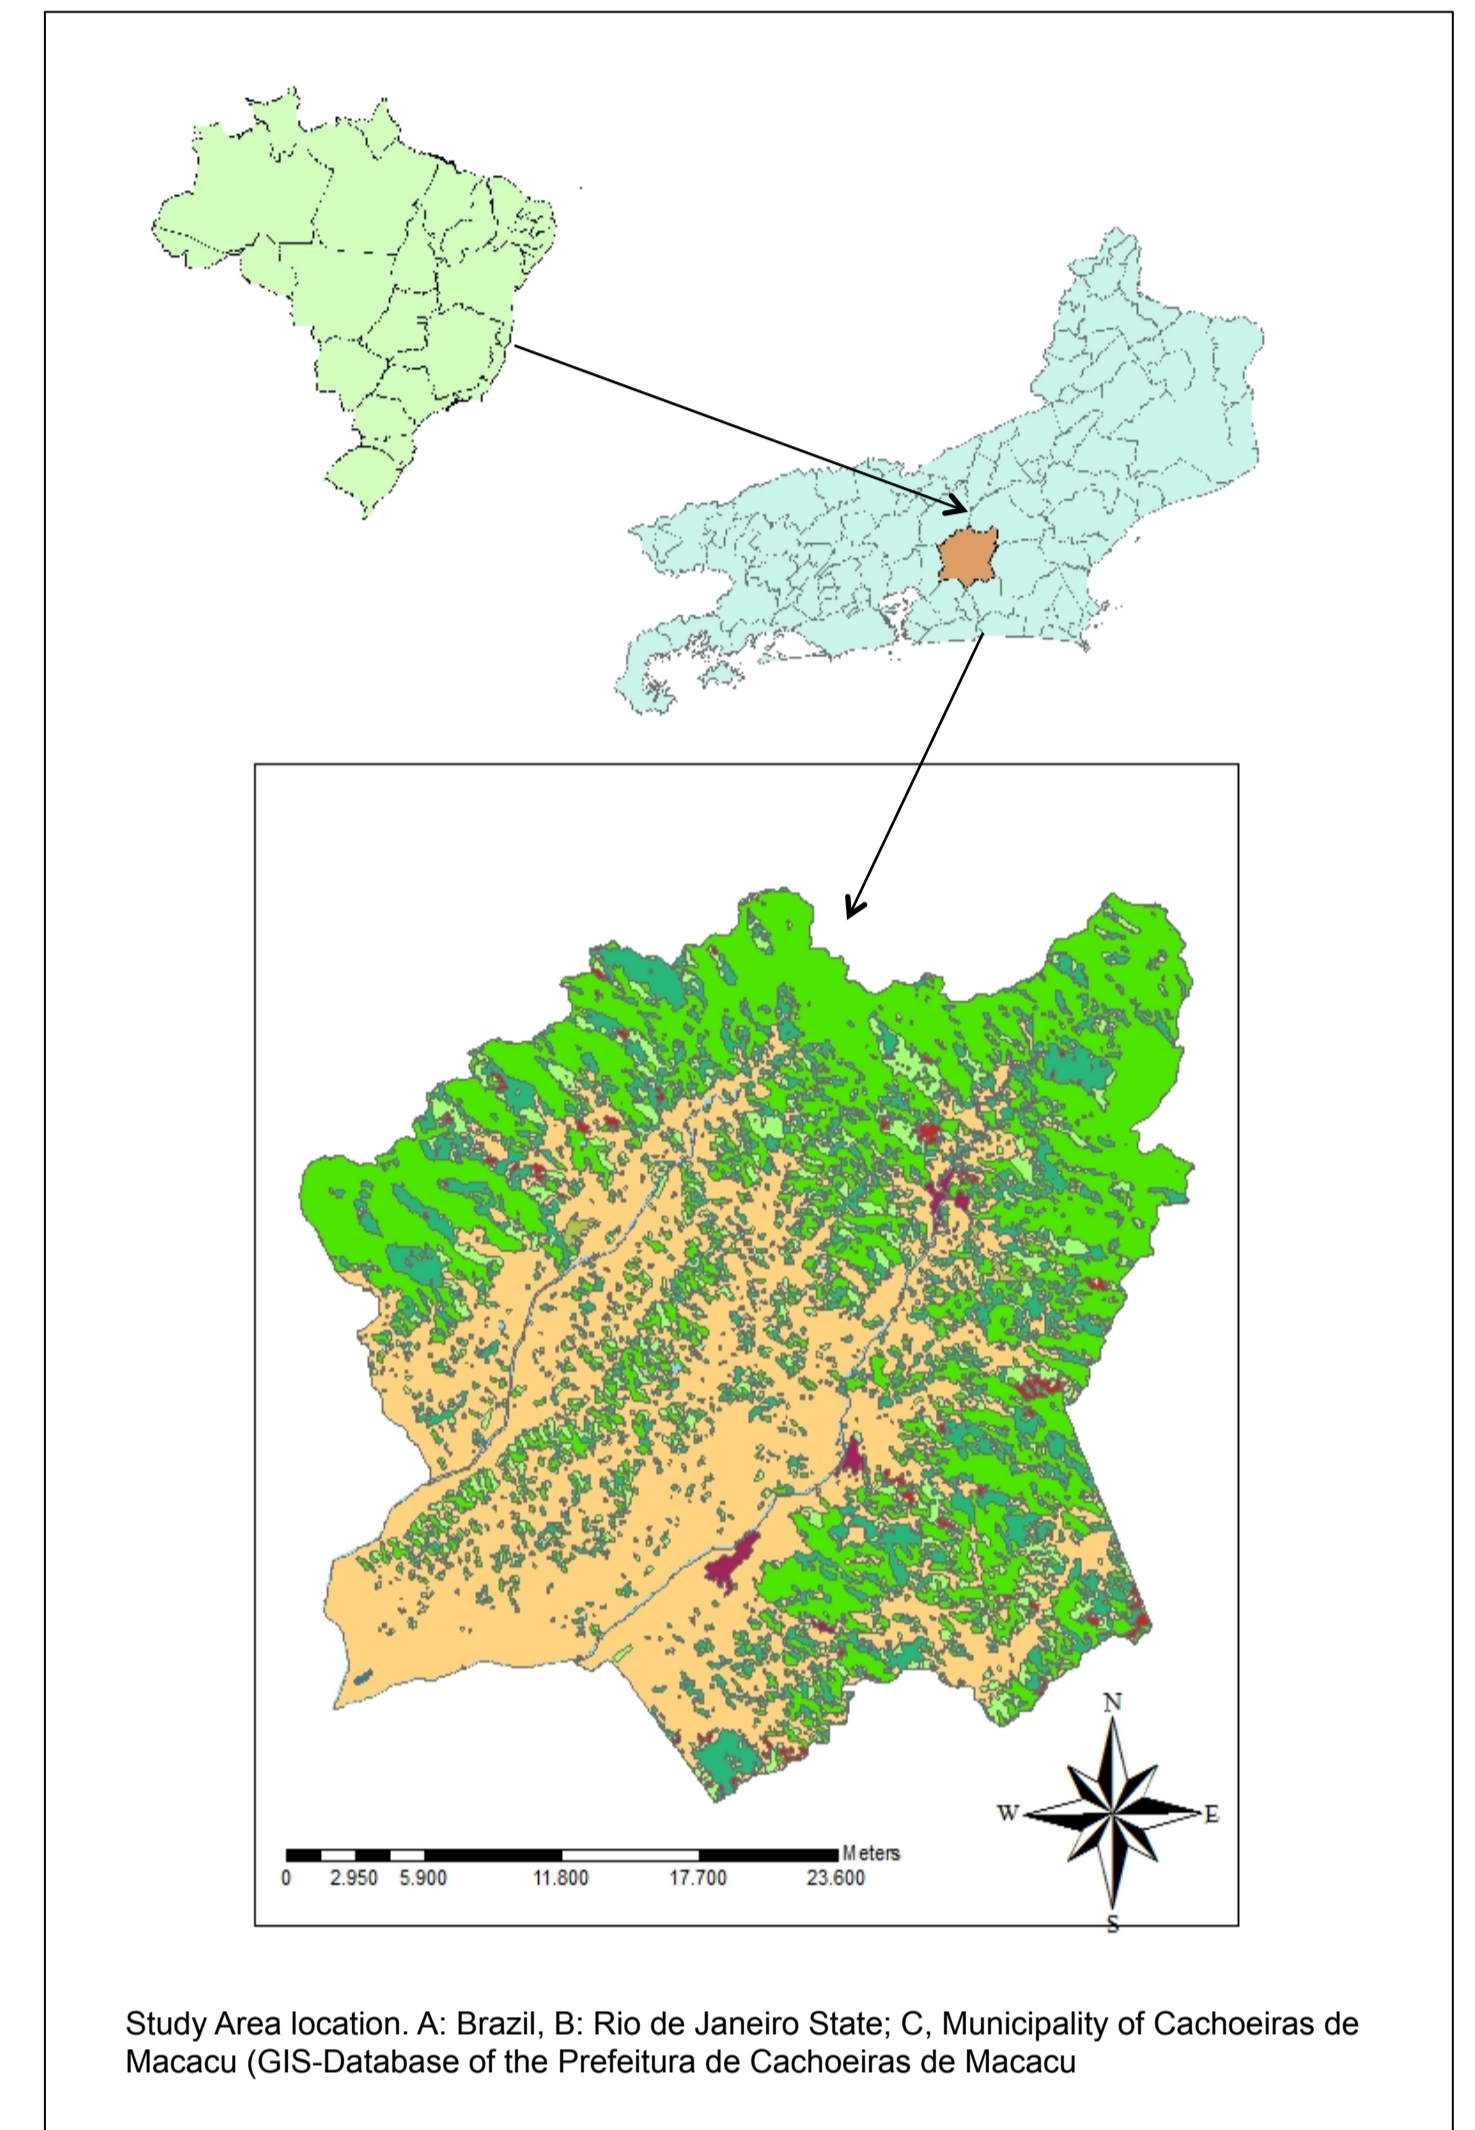 N
W E
S
Meters
0 2.950 5.900 11.800 17.700 23.600
Study Area location. A: Brazil, B: Rio de Janeiro State; C, Municipality of Cachoeiras de
Macacu (GIS-Database of the Prefeitura de Cachoeiras de Macacu